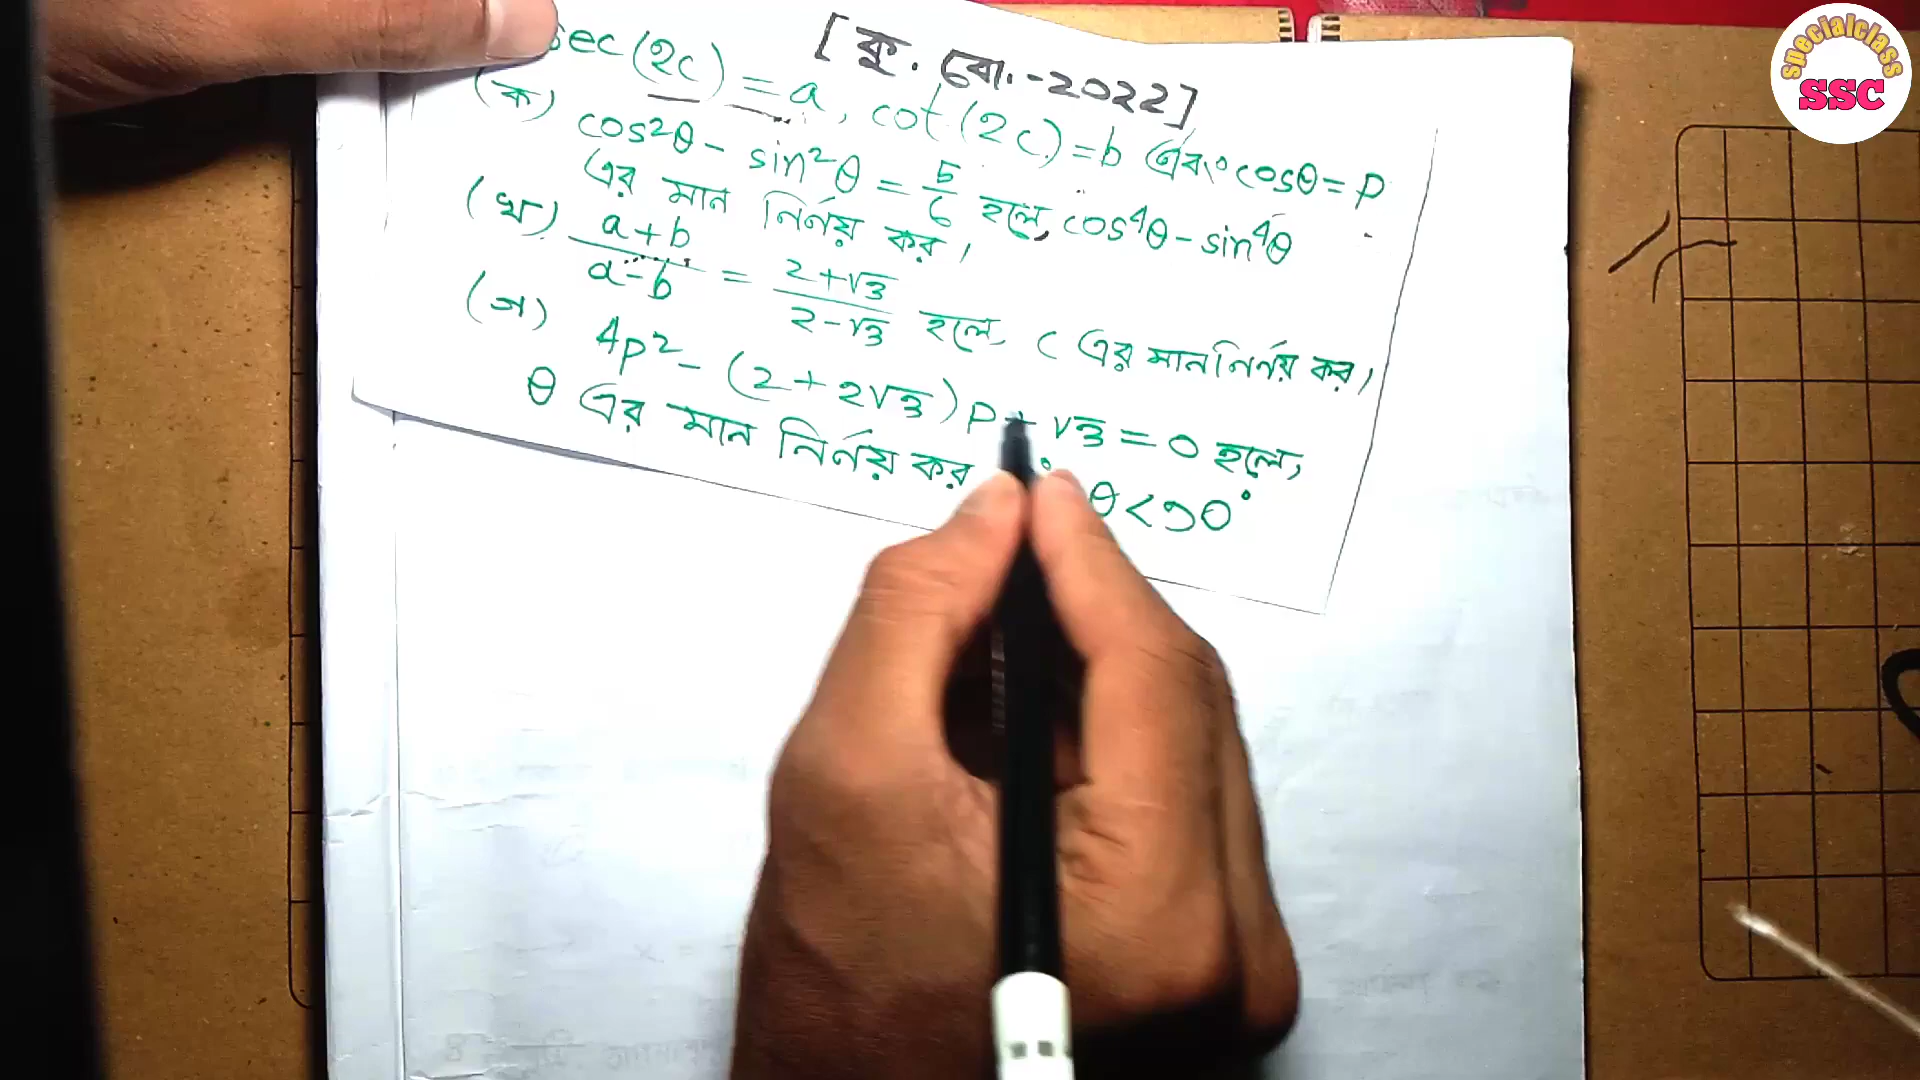 [কু. বো.-2022]
sec(2c) = a, cot(2c) = b এবং cosθ = p
(ক) cos²θ - sin²θ = 5/6 হলে, cos⁴θ - sin⁴θ
এর মান নির্ণয় কর।
(খ) a+b/a-b = 2+√3/2-√3 হলে, c এর মান নির্ণয় কর।
(গ) 4p² - (2+2√3)p + √3 = 0 হলে,
θ এর মান নির্ণয় কর θ<90°
specialclass
SSC